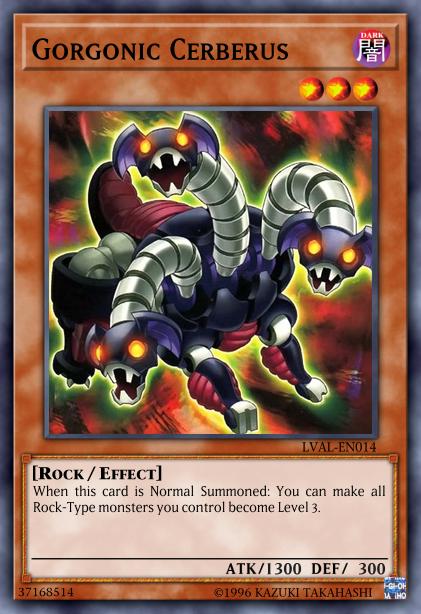 Gorgonic Cerberus
DARK
闇
LVAL-EN014
[Rock / Effect]
When this card is Normal Summoned: You can make all
Rock-Type monsters you control become Level 3.
ATK/1300 DEF/ 300
37168514
©1996 KAZUKI TAKAHASHI